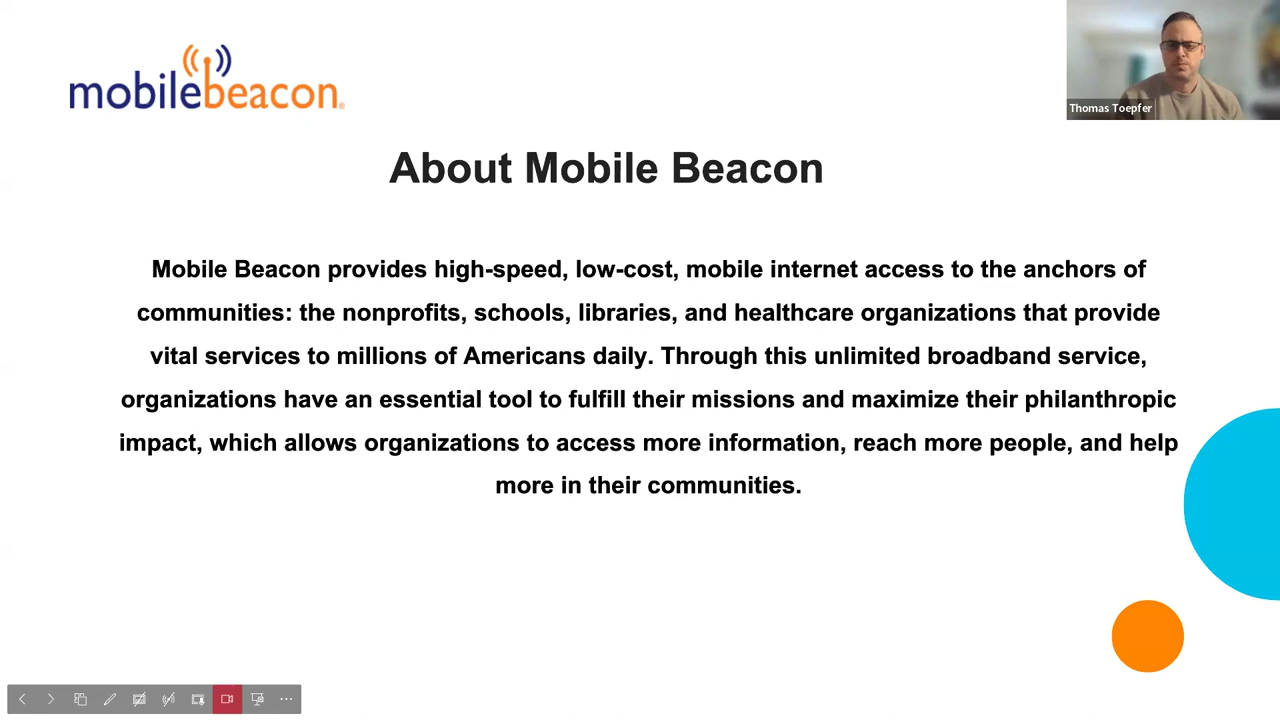 mobilebeacon®
Thomas Toepfer
About Mobile Beacon
Mobile Beacon provides high-speed, low-cost, mobile internet access to the anchors of
communities: the nonprofits, schools, libraries, and healthcare organizations that provide
vital services to millions of Americans daily. Through this unlimited broadband service,
organizations have an essential tool to fulfill their missions and maximize their philanthropic
impact, which allows organizations to access more information, reach more people, and help
more in their communities.